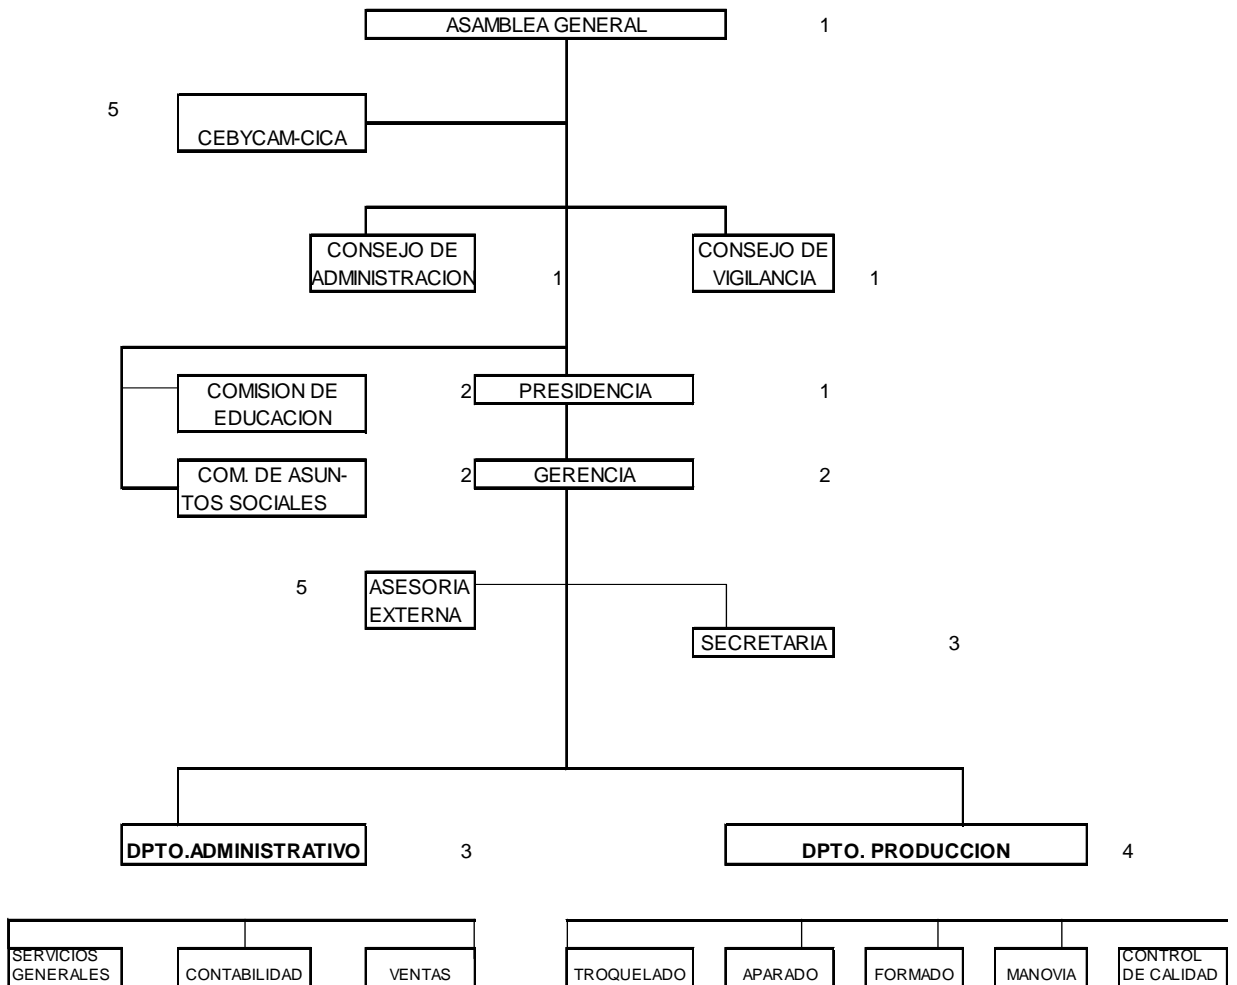 ASAMBLEA GENERAL 1
5
CEBYCAM-CICA
CONSEJO DE
ADMINISTRACION 1
CONSEJO DE
VIGILANCIA 1
COMISION DE
EDUCACION
2 PRESIDENCIA 1
COM. DE ASUN-
TOS SOCIALES
2 GERENCIA 2
5 ASESORIA
EXTERNA
SECRETARIA 3
DPTO.ADMINISTRATIVO 3
DPTO. PRODUCCION 4
SERVICIOS
GENERALES
CONTABILIDAD
VENTAS
TROQUELADO
APARADO
FORMADO
MANOVIA
CONTROL
DE CALIDAD